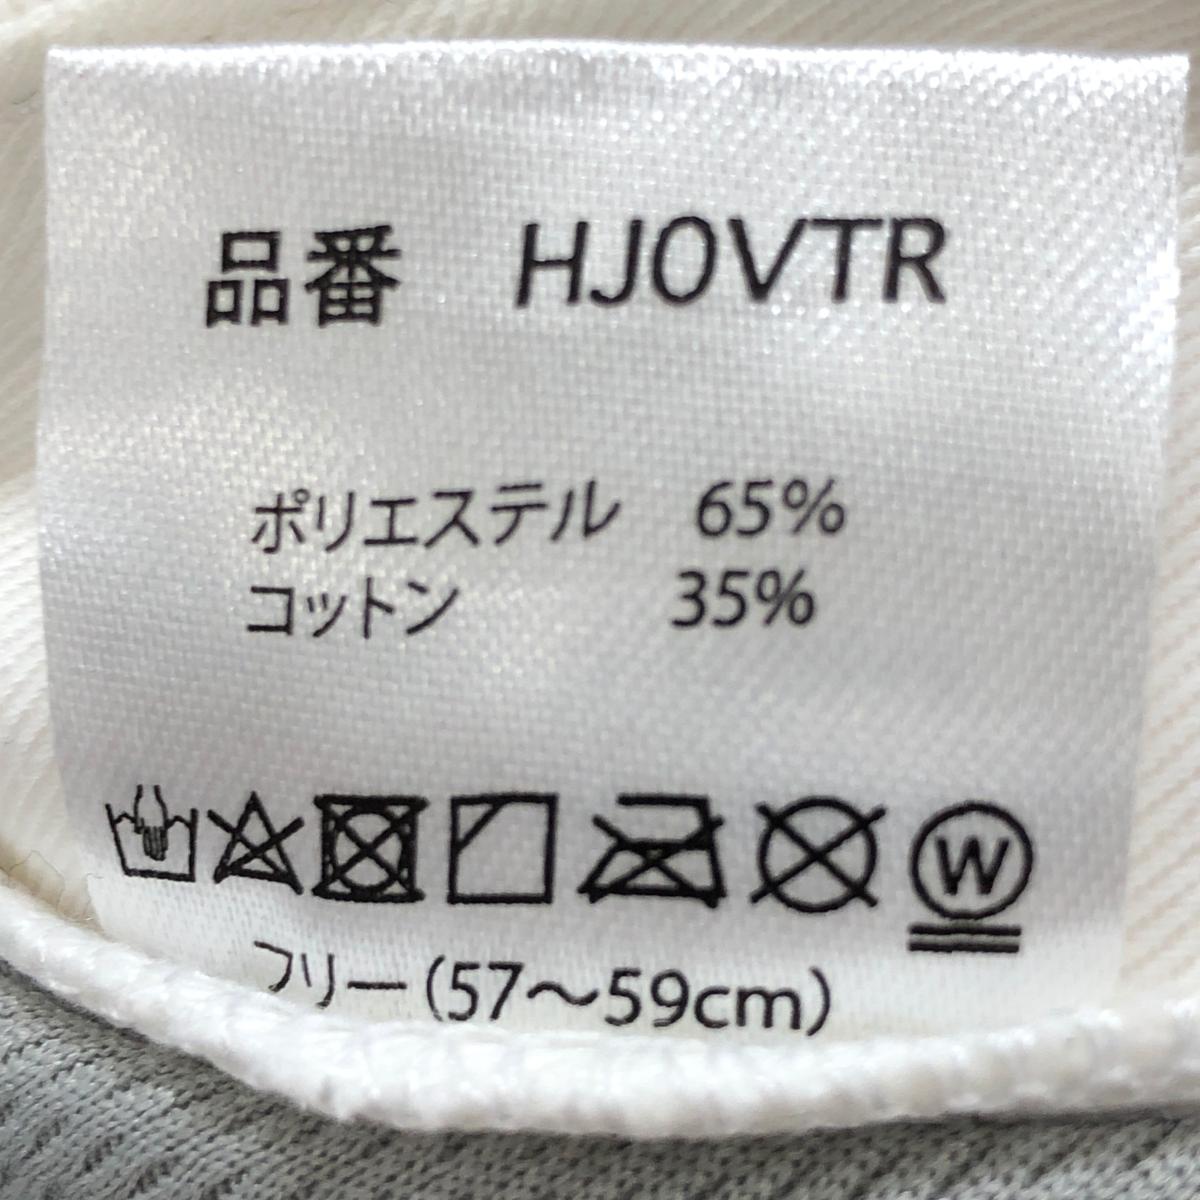 品番 HJ0VTR
ポリエステル 65%
コットン 35%
W
フリー(57〜59cm)